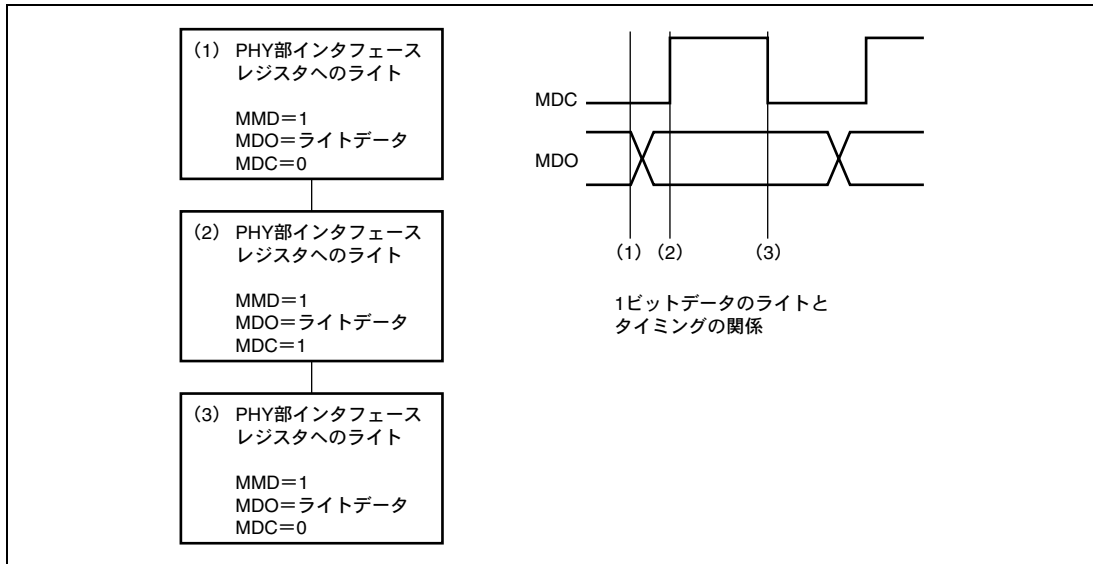 (1) PHY部インタフェース
レジスタへのライト
MMD=1
MDO=ライトデータ
MDC=0
(2) PHY部インタフェース
レジスタへのライト
MMD=1
MDO=ライトデータ
MDC=1
(3) PHY部インタフェース
レジスタへのライト
MMD=1
MDO=ライトデータ
MDC=0
MDC
MDO
(1) (2) (3)
1ビットデータのライトと
タイミングの関係